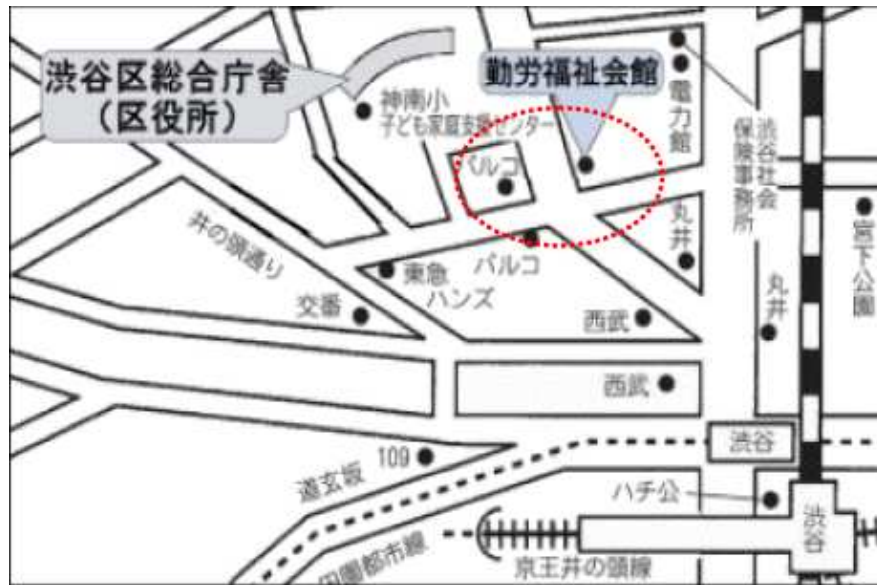 渋谷区総合庁舎
（区役所）
勤労福祉会館
神南小
子ども家庭支援センター
電力館
渋谷社会
保険事務所
パルコ
丸井
宮下公園
井の頭通り
東急
ハンズ
パルコ
丸井
交番
西武
西武
109
道玄坂
渋谷
ハチ公
渋谷
田園都市線
京王井の頭線